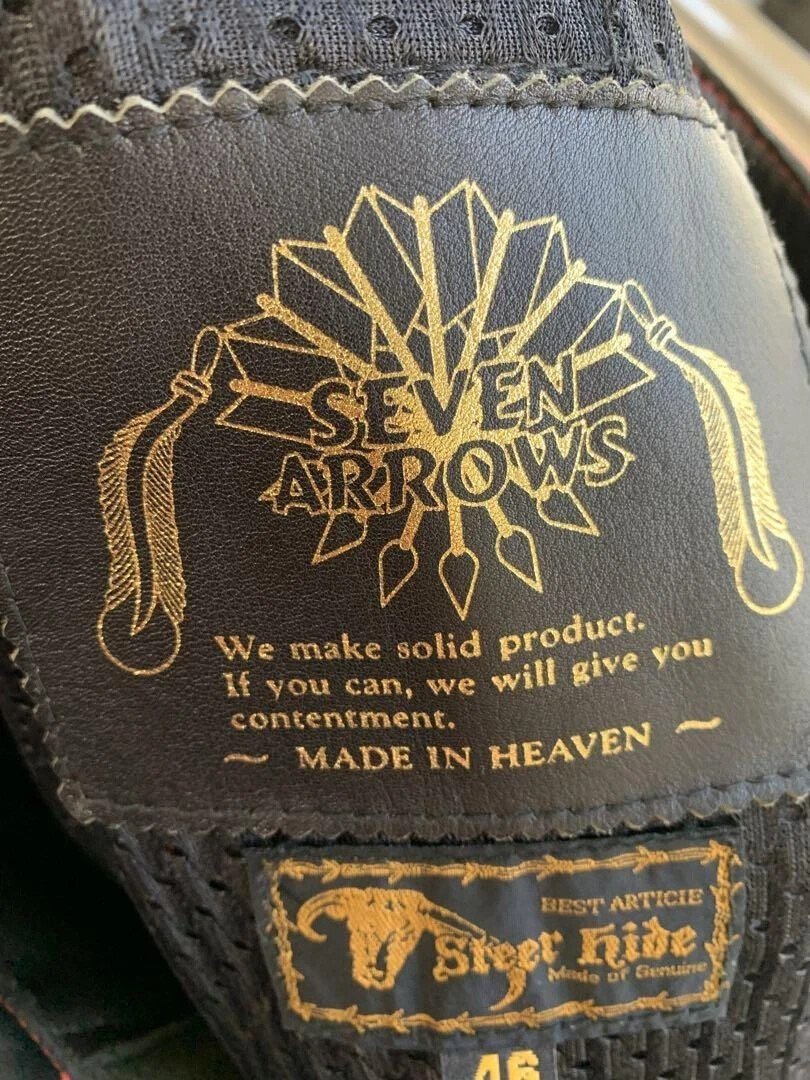 SEVEN
ARROWS
We make solid product.
If you can, we will give you
contentment.
~ MADE IN HEAVEN ~
BEST ARTICIE
Steer hide
Made of Genuine
46